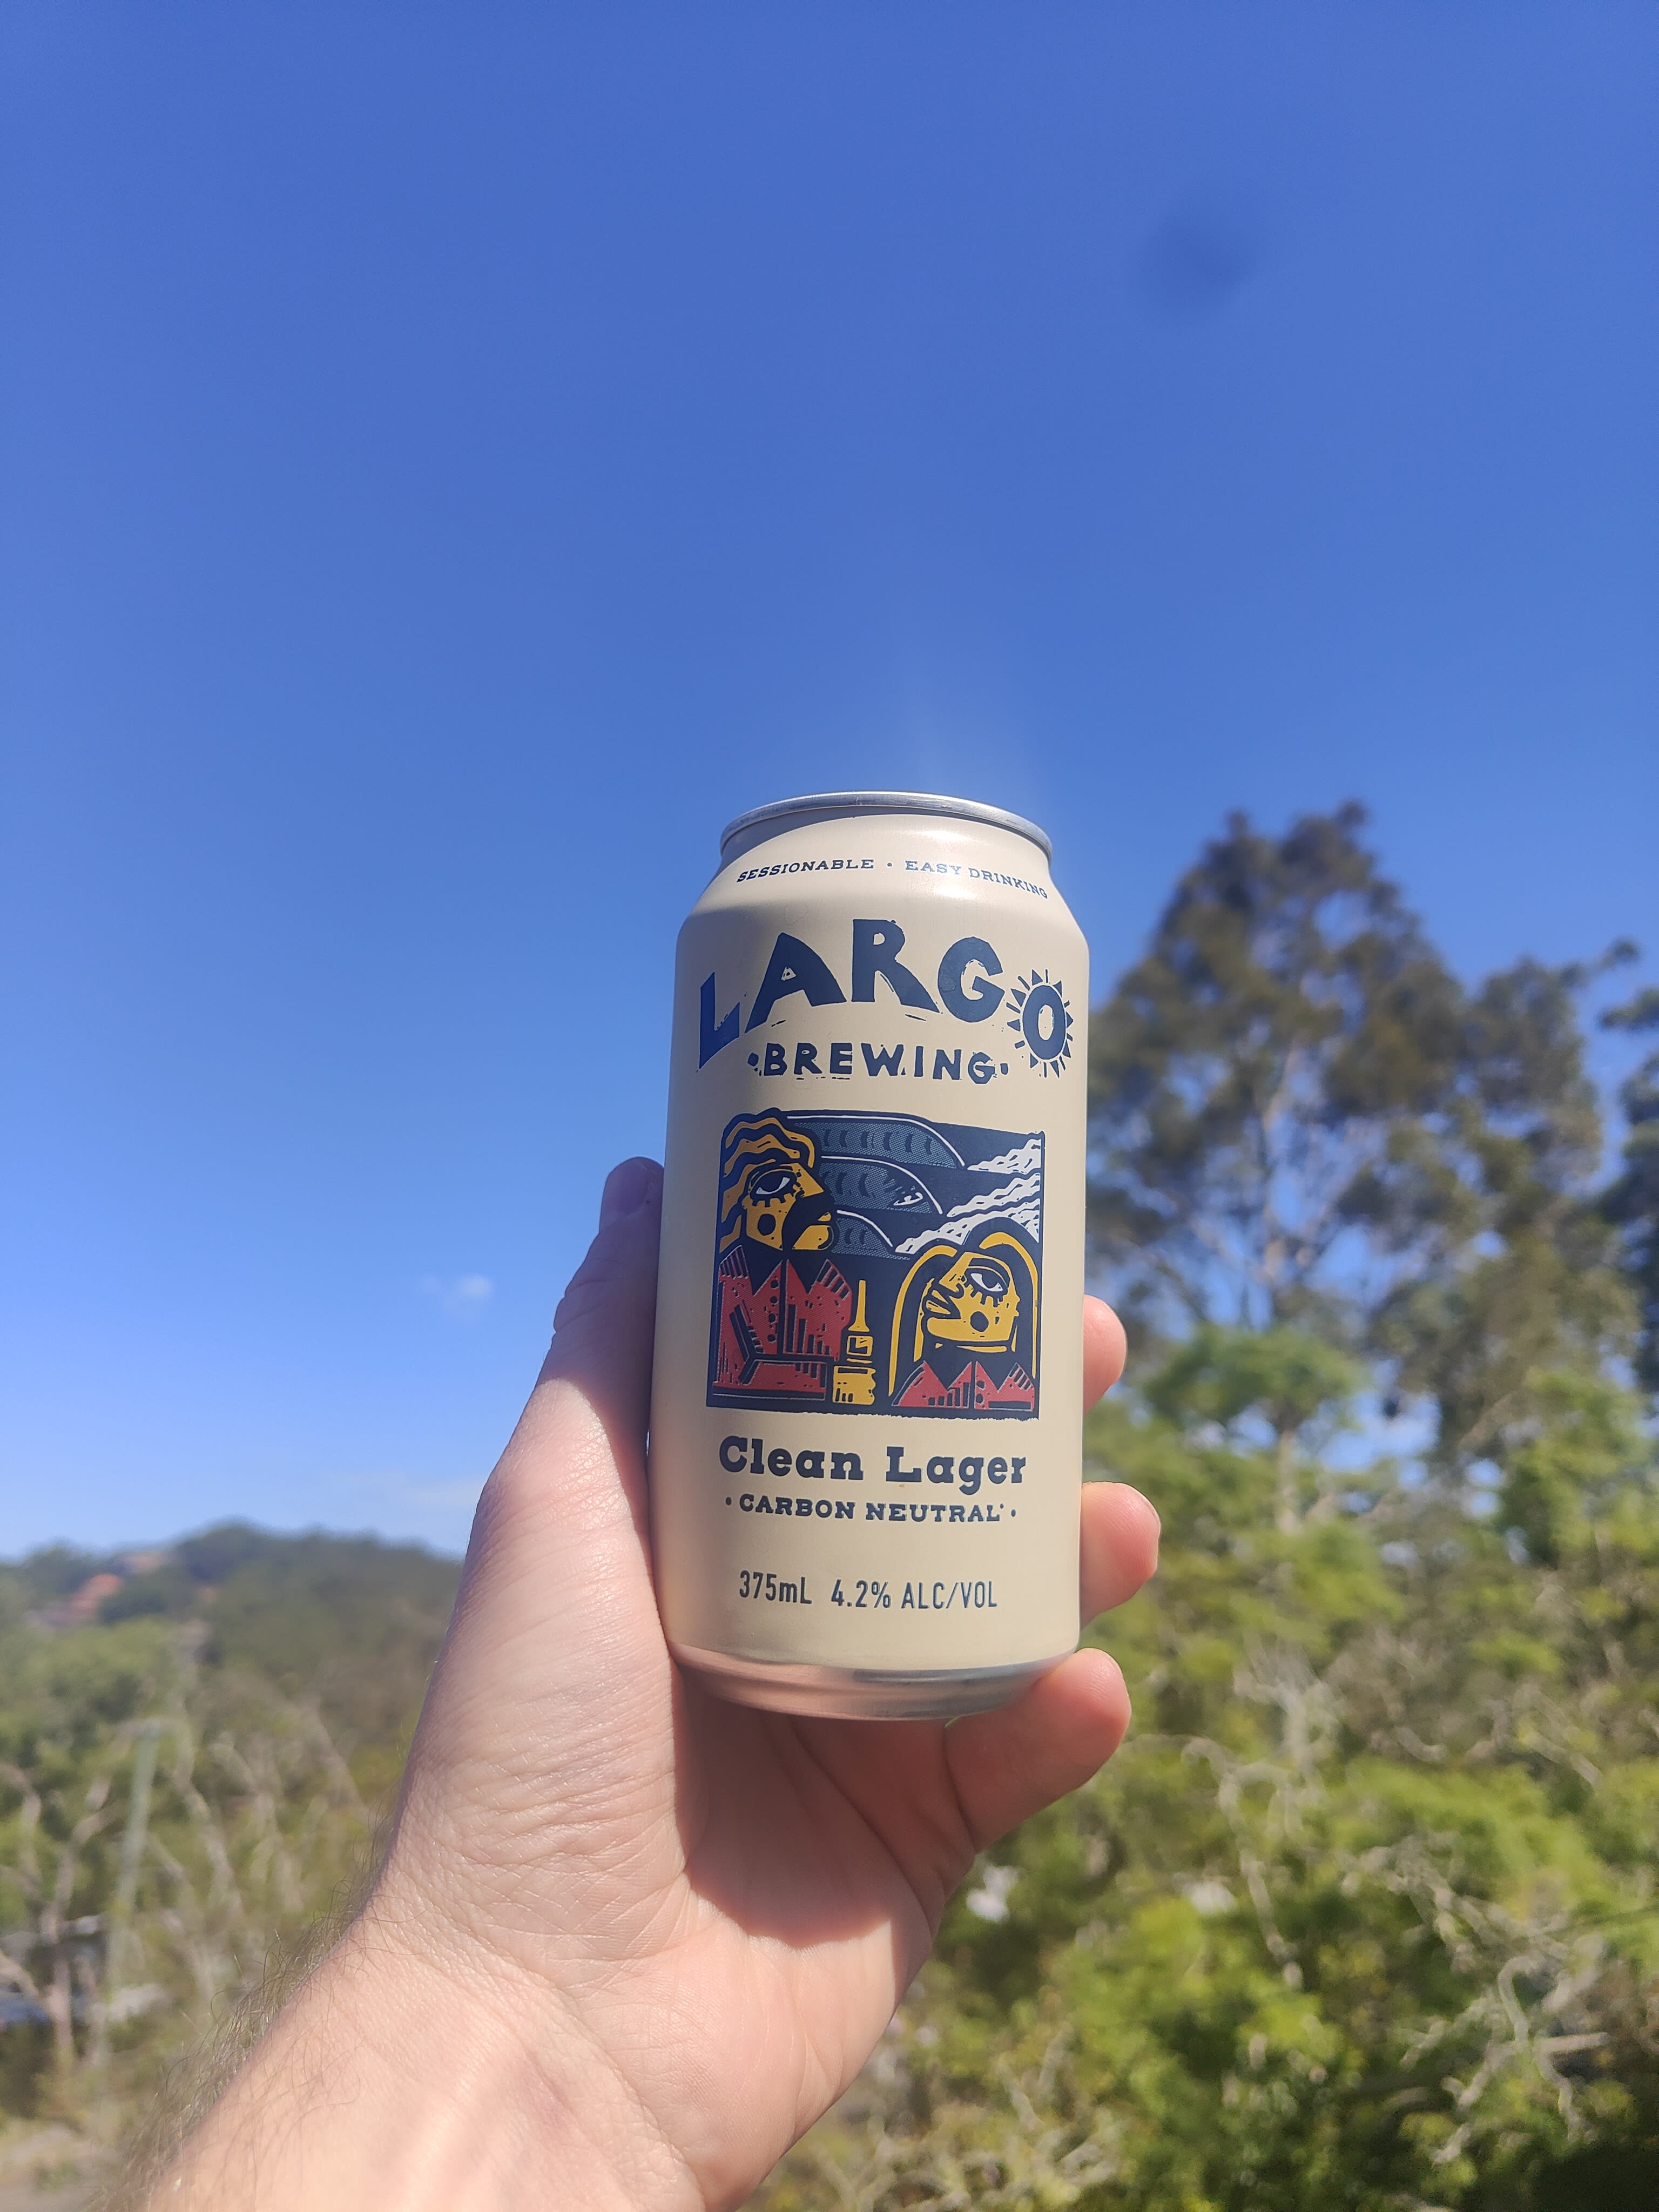 SESSIONABLE • EASY DRINKING
LARGO
•BREWING•
Clean Lager
• CARBON NEUTRAL' •
375mL 4.2% ALC/VOL